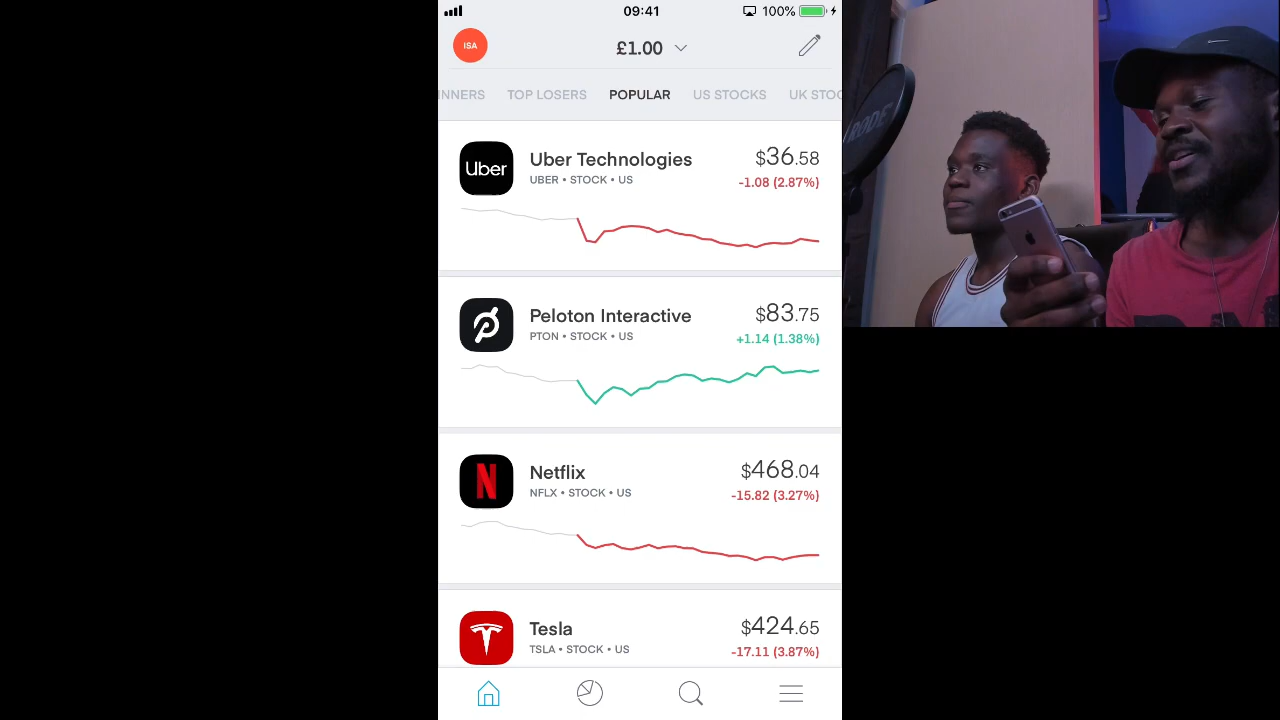 09:41
100%
ISA
£1.00
INNERS TOP LOSERS POPULAR US STOCKS UK STOC
Uber
Uber Technologies
UBER • STOCK • US
$36.58
-1.08 (2.87%)
Peloton Interactive
PTON • STOCK • US
$83.75
+1.14 (1.38%)
N
Netflix
NFLX • STOCK • US
$468.04
-15.82 (3.27%)
Tesla
TSLA • STOCK • US
$424.65
-17.11 (3.87%)
RODE